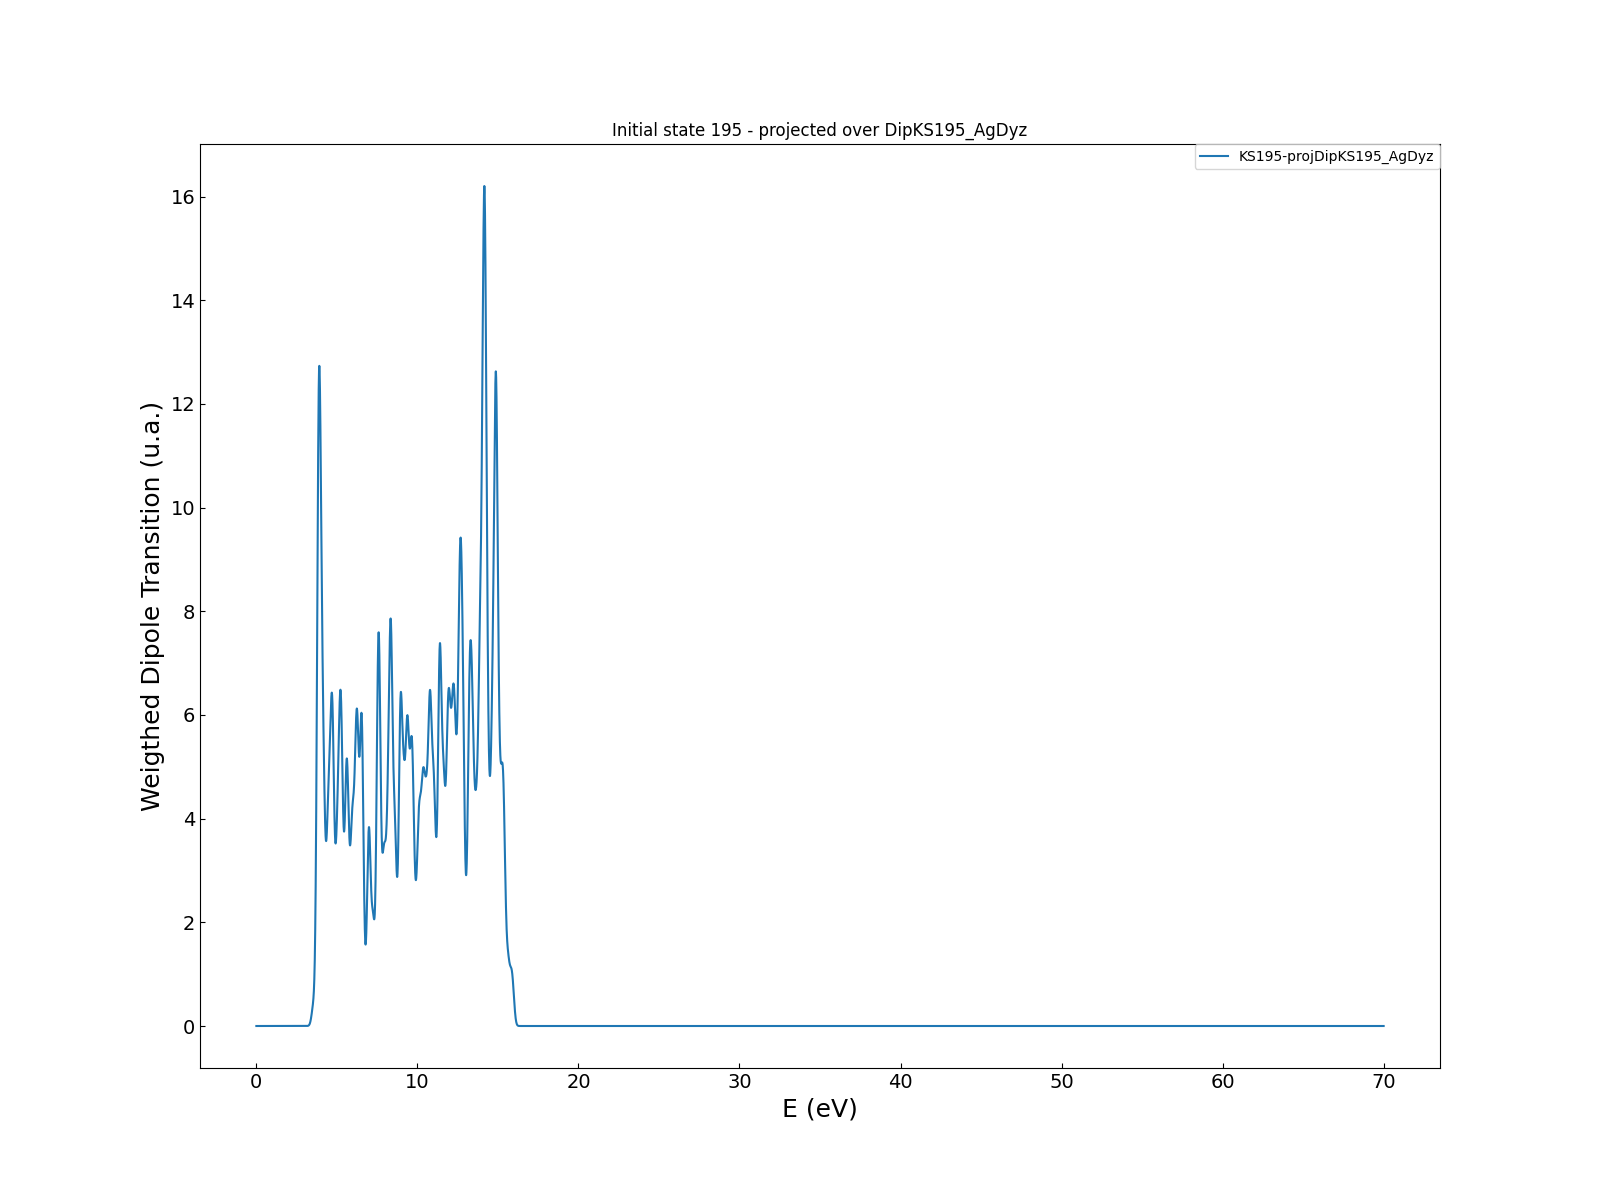 Initial state 195 - projected over DipKS195_AgDyz
KS195-projDipKS195_AgDyz
Weigthed Dipole Transition (u.a.)
16
14
12
10
8
6
4
2
0
0 10 20 30 40 50 60 70
E (eV)